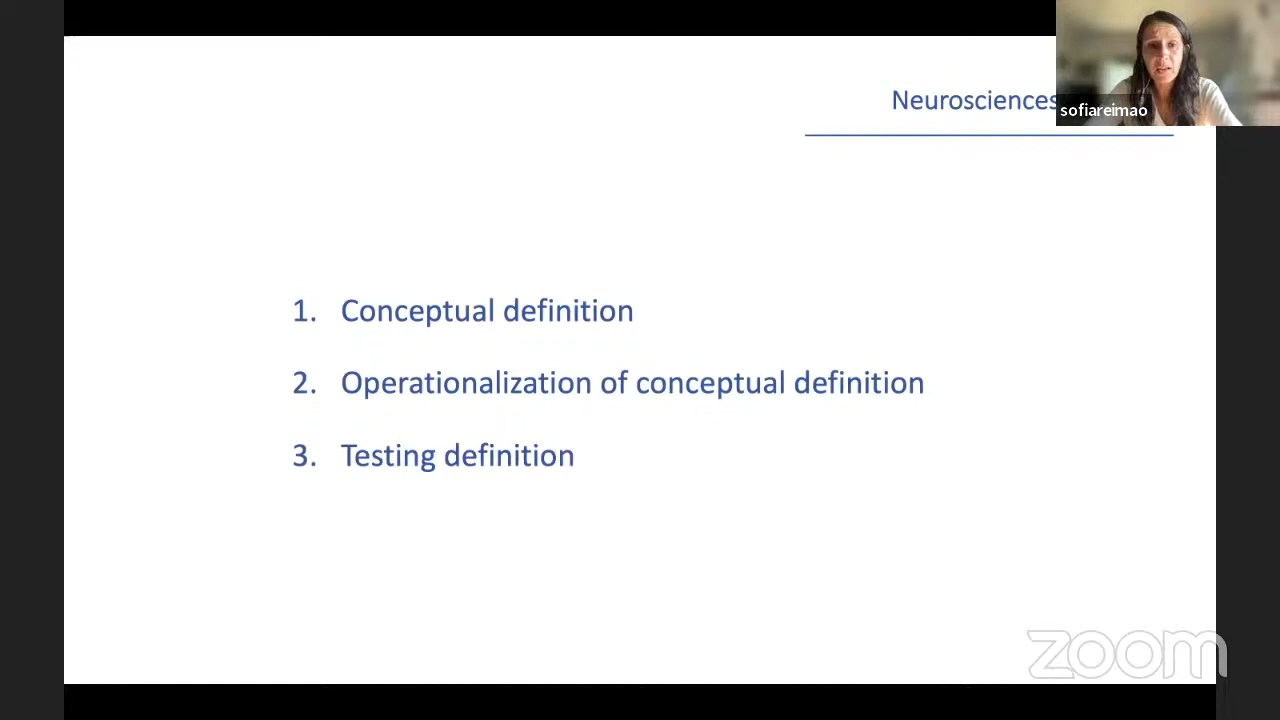 Neurosciences
sofiareimao
1. Conceptual definition
2. Operationalization of conceptual definition
3. Testing definition
zoom